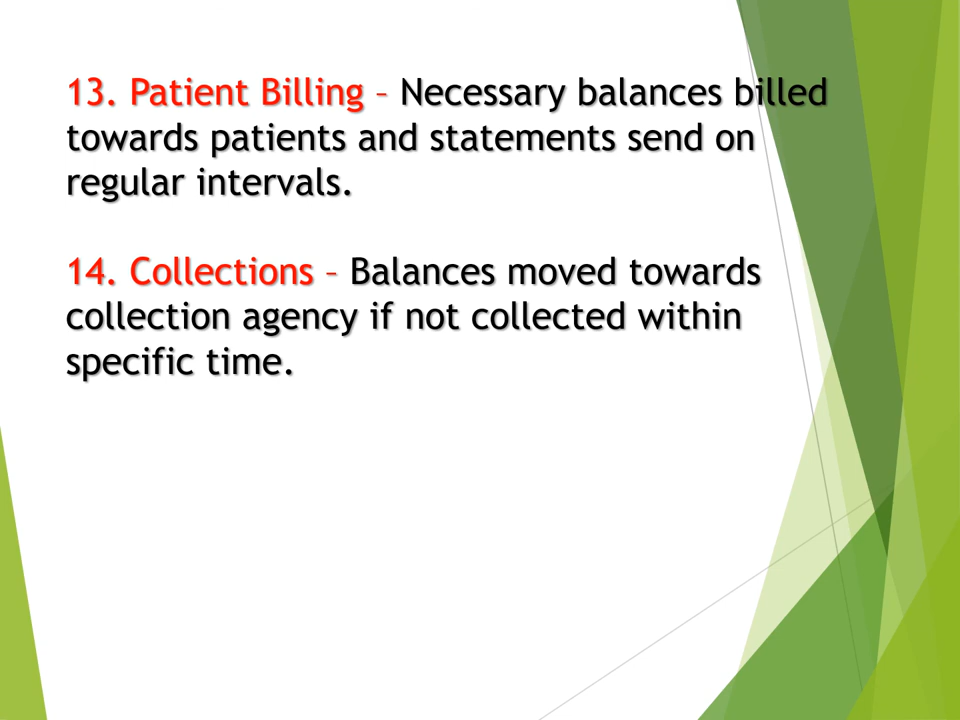 13. Patient Billing – Necessary balances billed
towards patients and statements send on
regular intervals.
14. Collections – Balances moved towards
collection agency if not collected within
specific time.